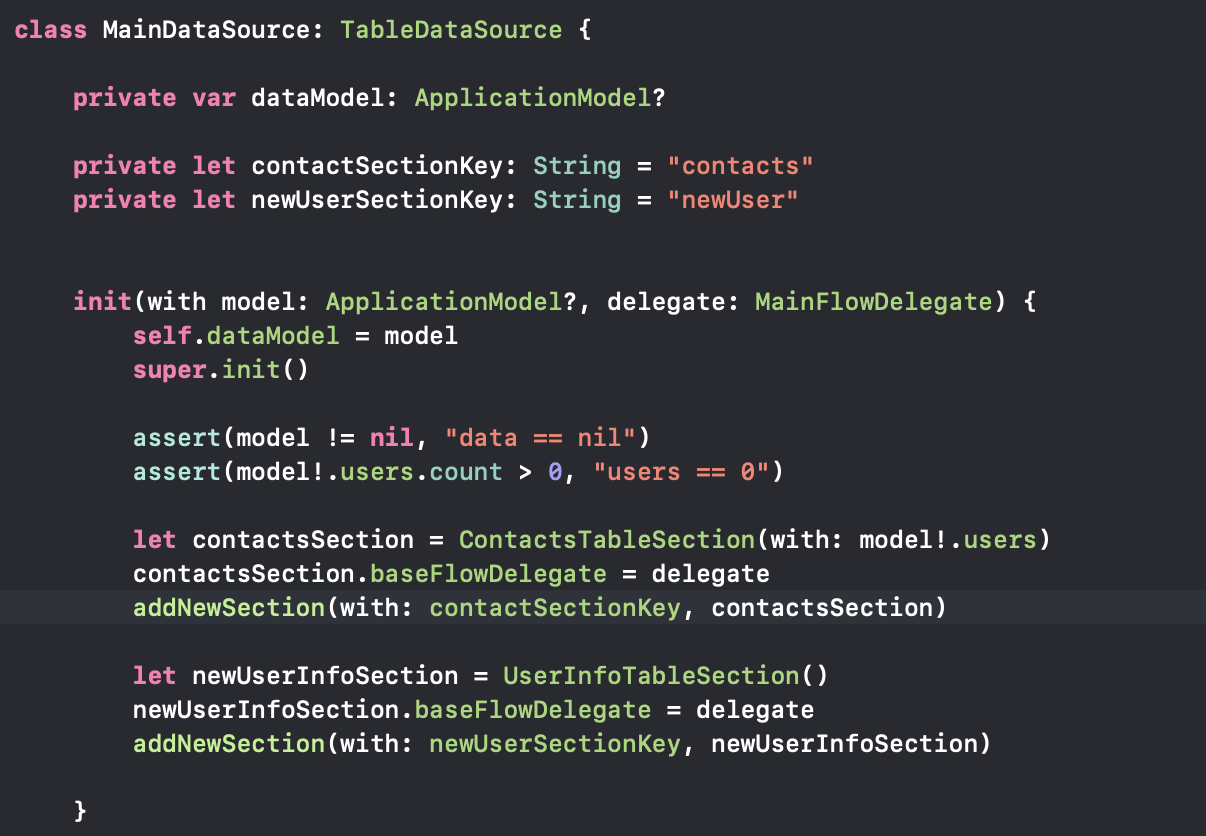 class MainDataSource: TableDataSource {
private var dataModel: ApplicationModel?
private let contactSectionKey: String = "contacts"
private let newUserSectionKey: String = "newUser"
init(with model: ApplicationModel?, delegate: MainFlowDelegate) {
self.dataModel = model
super.init()
assert(model != nil, "data == nil")
assert(model!.users.count > 0, "users == 0")
let contactsSection = ContactsTableSection(with: model!.users)
contactsSection.baseFlowDelegate = delegate
addNewSection(with: contactSectionKey, contactsSection)
let newUserInfoSection = UserInfoTableSection()
newUserInfoSection.baseFlowDelegate = delegate
addNewSection(with: newUserSectionKey, newUserInfoSection)
}